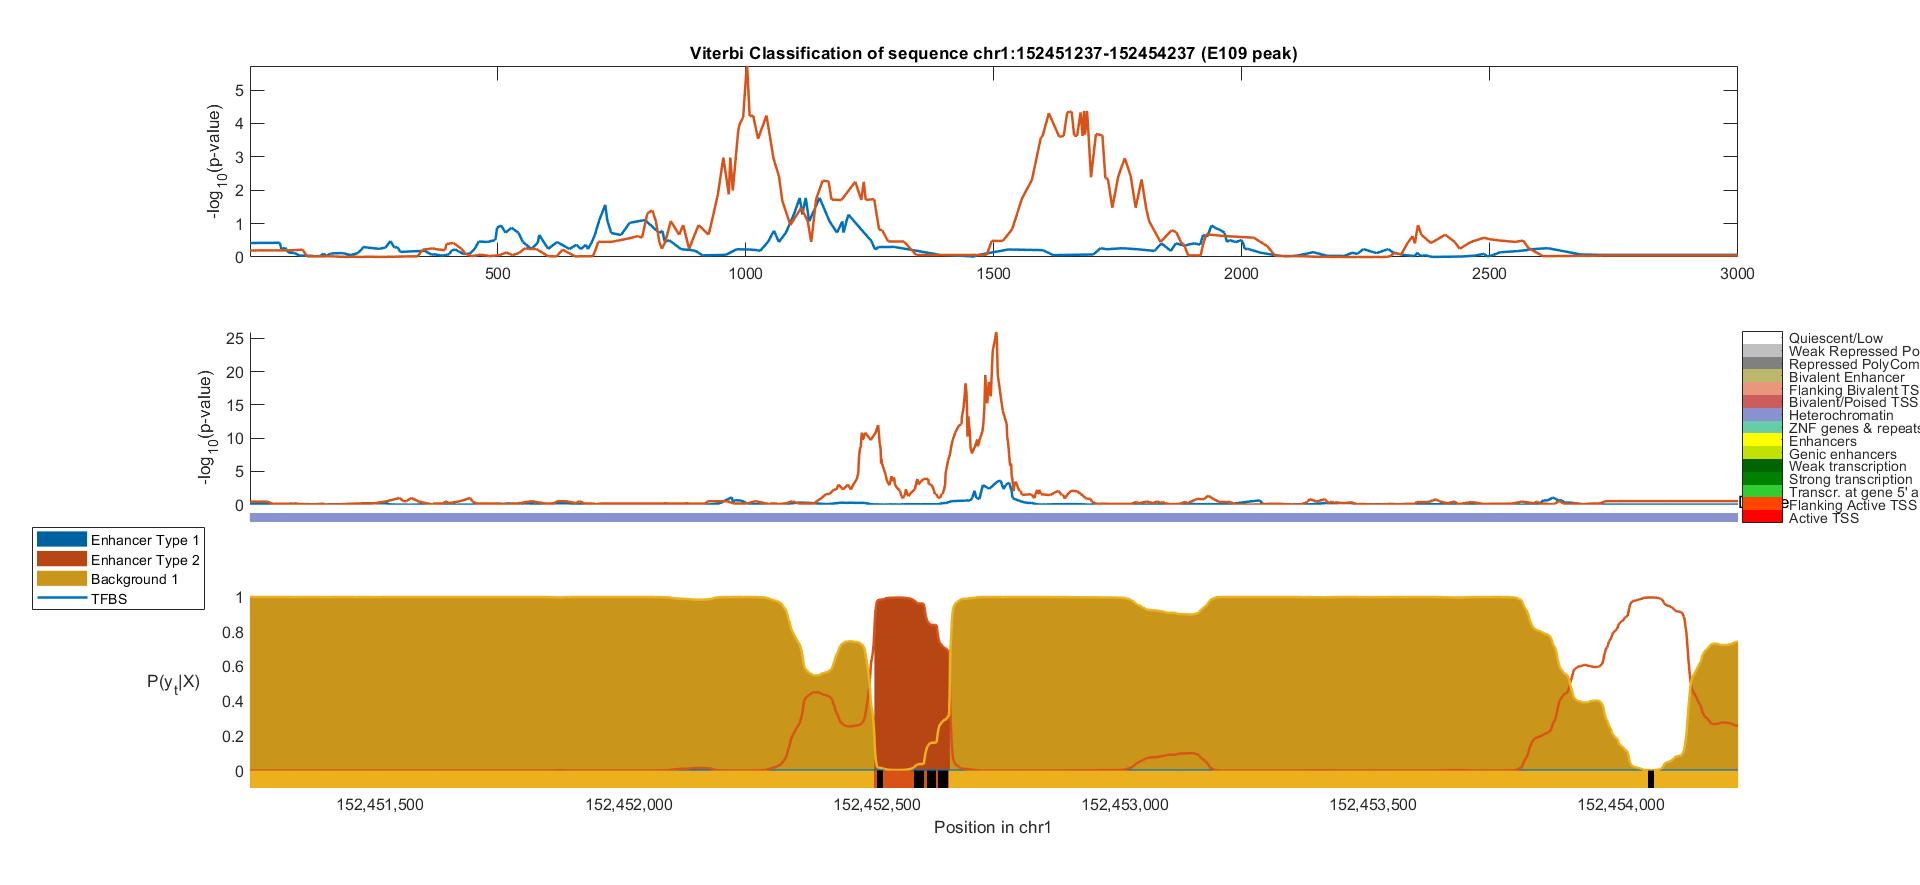 Viterbi Classification of sequence chr1:152451237-152454237 (E109 peak)
-log10(p-value)
5
4
3
2
1
0
500
1000
1500
2000
2500
3000
-log10(p-value)
25
20
15
10
5
0
Quiescent/Low
Weak Repressed Po
Repressed PolyCom
Bivalent Enhancer
Flanking Bivalent TS
Bivalent/Poised TSS
Heterochromatin
ZNF genes & repeats
Enhancers
Genic enhancers
Weak transcription
Strong transcription
Transcr. at gene 5' a
Flanking Active TSS
Active TSS
Enhancer Type 1
Enhancer Type 2
Background 1
TFBS
P(yt|X)
1
0.8
0.6
0.4
0.2
0
152,451,500
152,452,000
152,452,500
152,453,000
152,453,500
152,454,000
Position in chr1